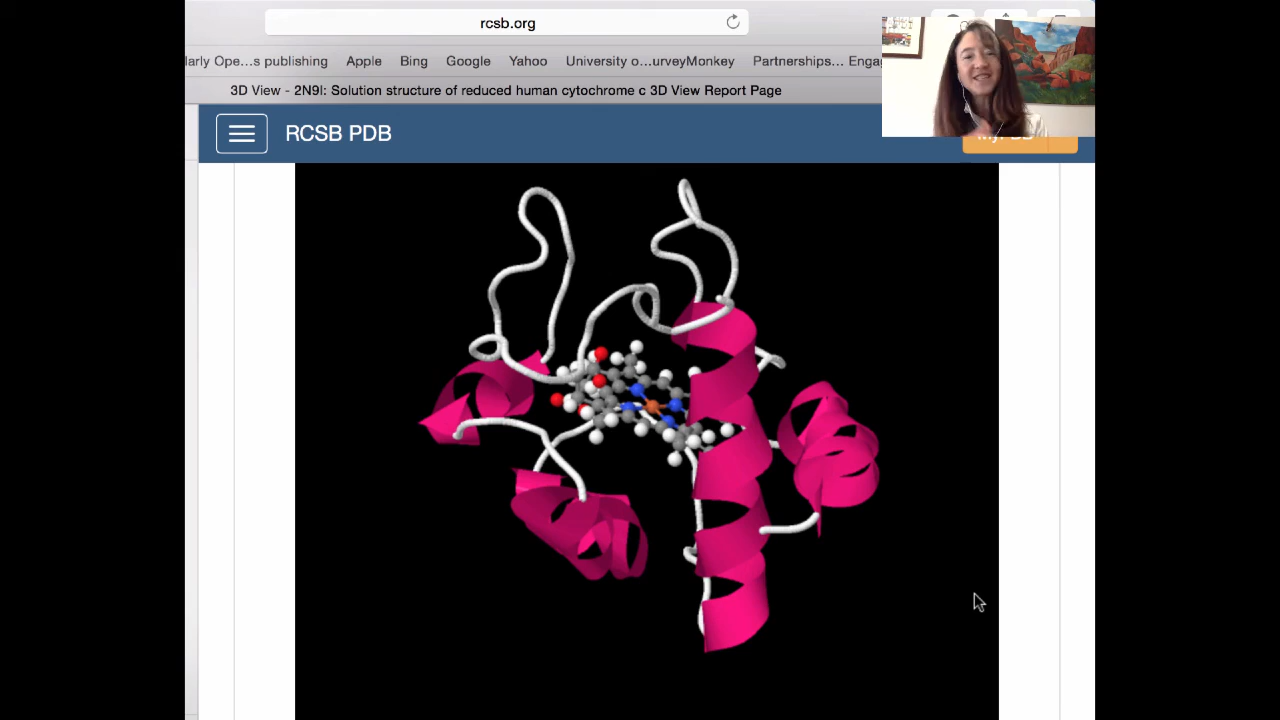 rcsb.org
larly Ope...s publishing Apple Bing Google Yahoo University o...urveyMonkey Partnerships... Engag
3D View - 2N9I: Solution structure of reduced human cytochrome c 3D View Report Page
RCSB PDB